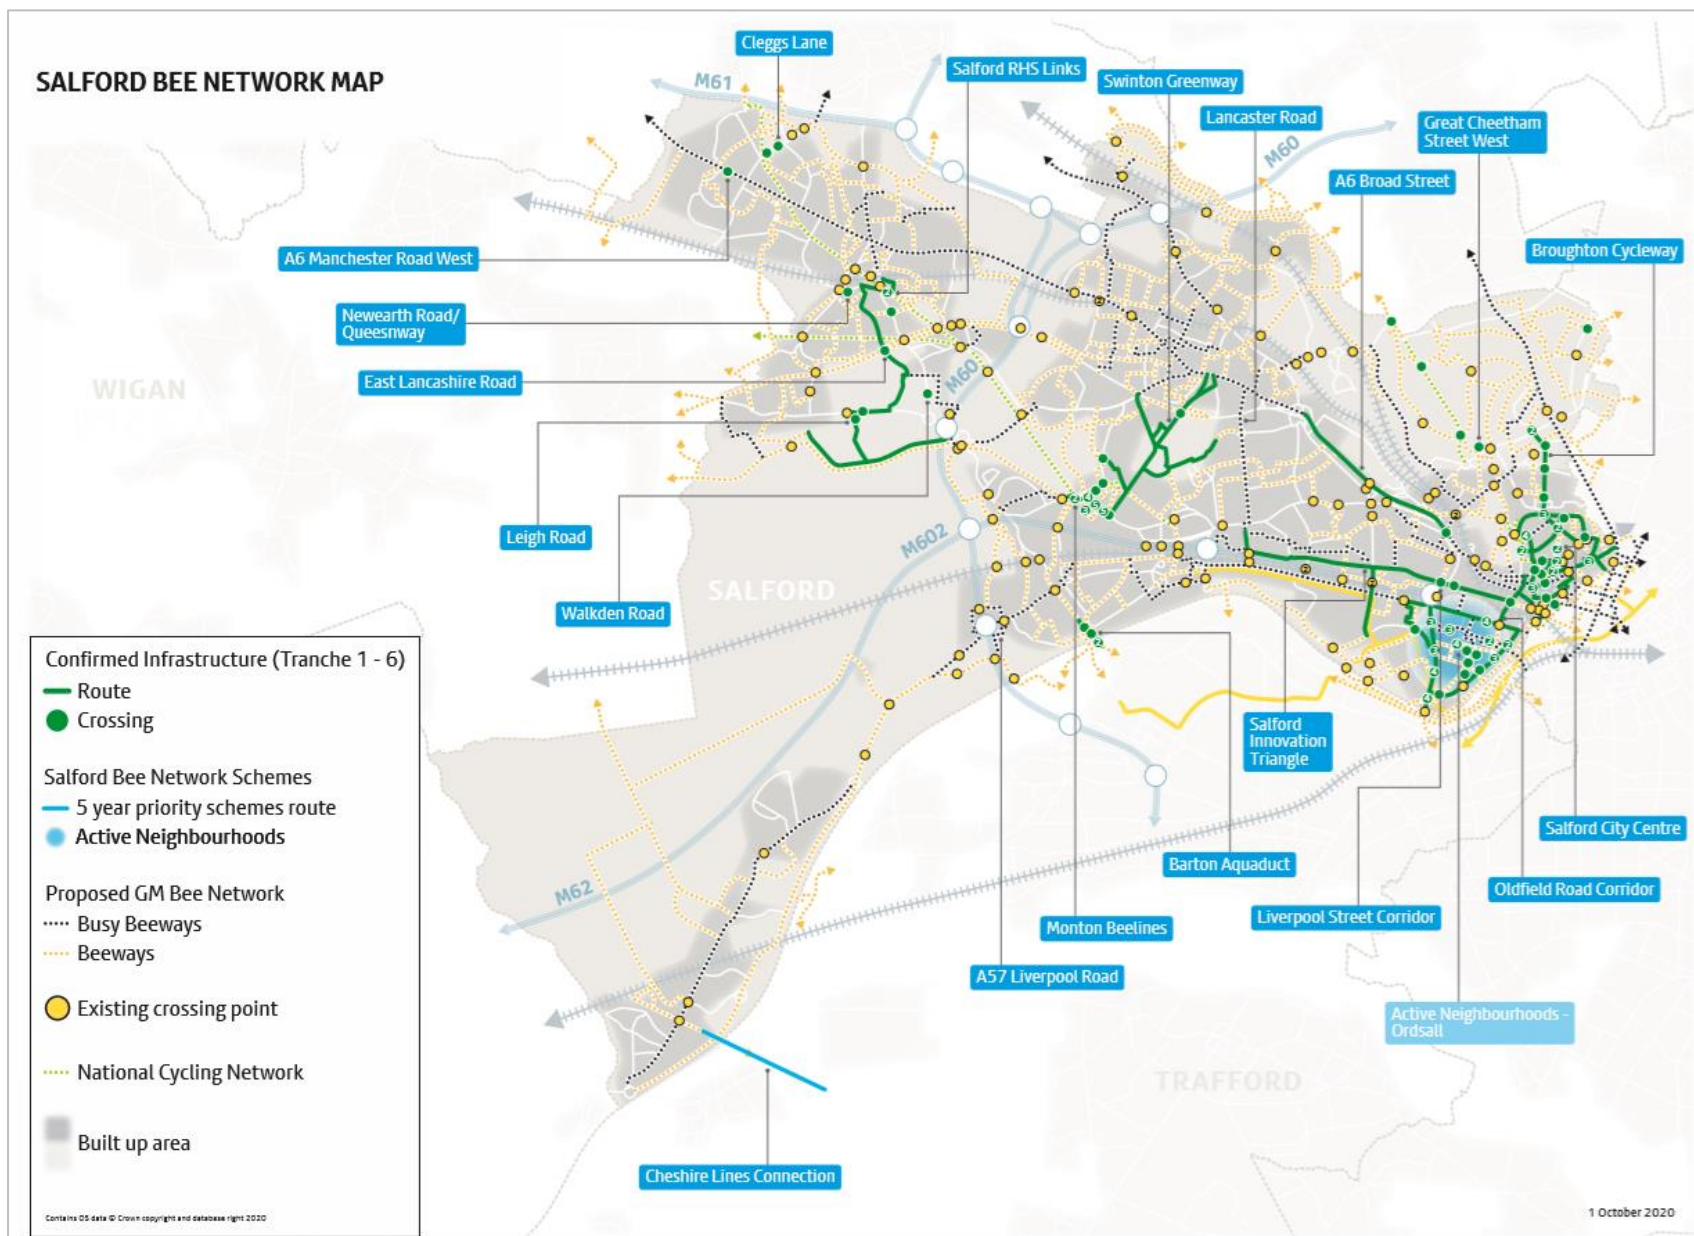 SALFORD BEE NETWORK MAP
Cleggs Lane
Salford RHS Links
Swinton Greenway
Lancaster Road
Great Cheetham
Street West
A6 Broad Street
Broughton Cycleway
M61
M60
A6 Manchester Road West
Newearth Road/
Queesnway
East Lancashire Road
WIGAN
M60
Leigh Road
M602
SALFORD
Walkden Road
Confirmed Infrastructure (Tranche 1 - 6)
Route
Crossing
Salford Bee Network Schemes
5 year priority schemes route
Active Neighbourhoods
Proposed GM Bee Network
Busy Beeways
Beeways
Existing crossing point
National Cycling Network
Built up area
Contains OS data © Crown copyright and database right 2020
Salford
Innovation
Triangle
Salford City Centre
Barton Aquaduct
Oldfield Road Corridor
Liverpool Street Corridor
Monton Beelines
M62
A57 Liverpool Road
Active Neighbourhoods -
Ordsall
TRAFFORD
Cheshire Lines Connection
1 October 2020